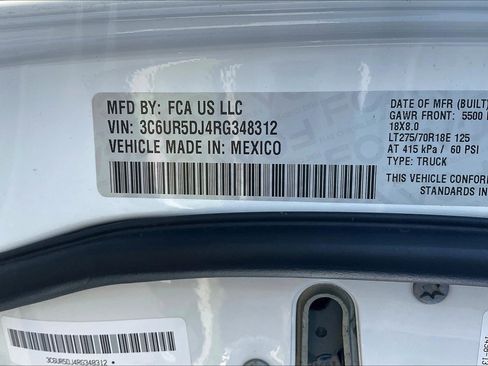 MFD BY: FCA US LLC
VIN: 3C6UR5DJ4RG348312
VEHICLE MADE IN: MEXICO
DATE OF MFR (BUILT)
GAWR FRONT: 5500
18X8.0
LT275/70R18E 125
AT 415 kPa / 60 PSI
TYPE: TRUCK
THIS VEHICLE CONFORM
STANDARDS IN
3C6UR5DJ4RG348312